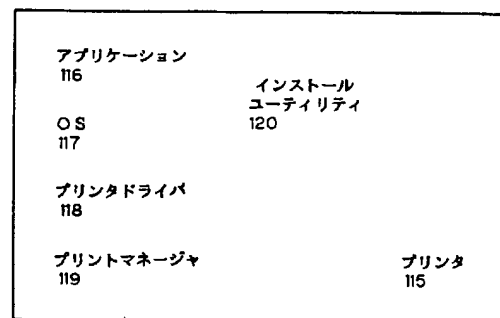 アプリケーション
116
インストール
ユーティリティ
120
OS
117
プリンタドライバ
118
プリントマネージャ
119
プリンタ
115